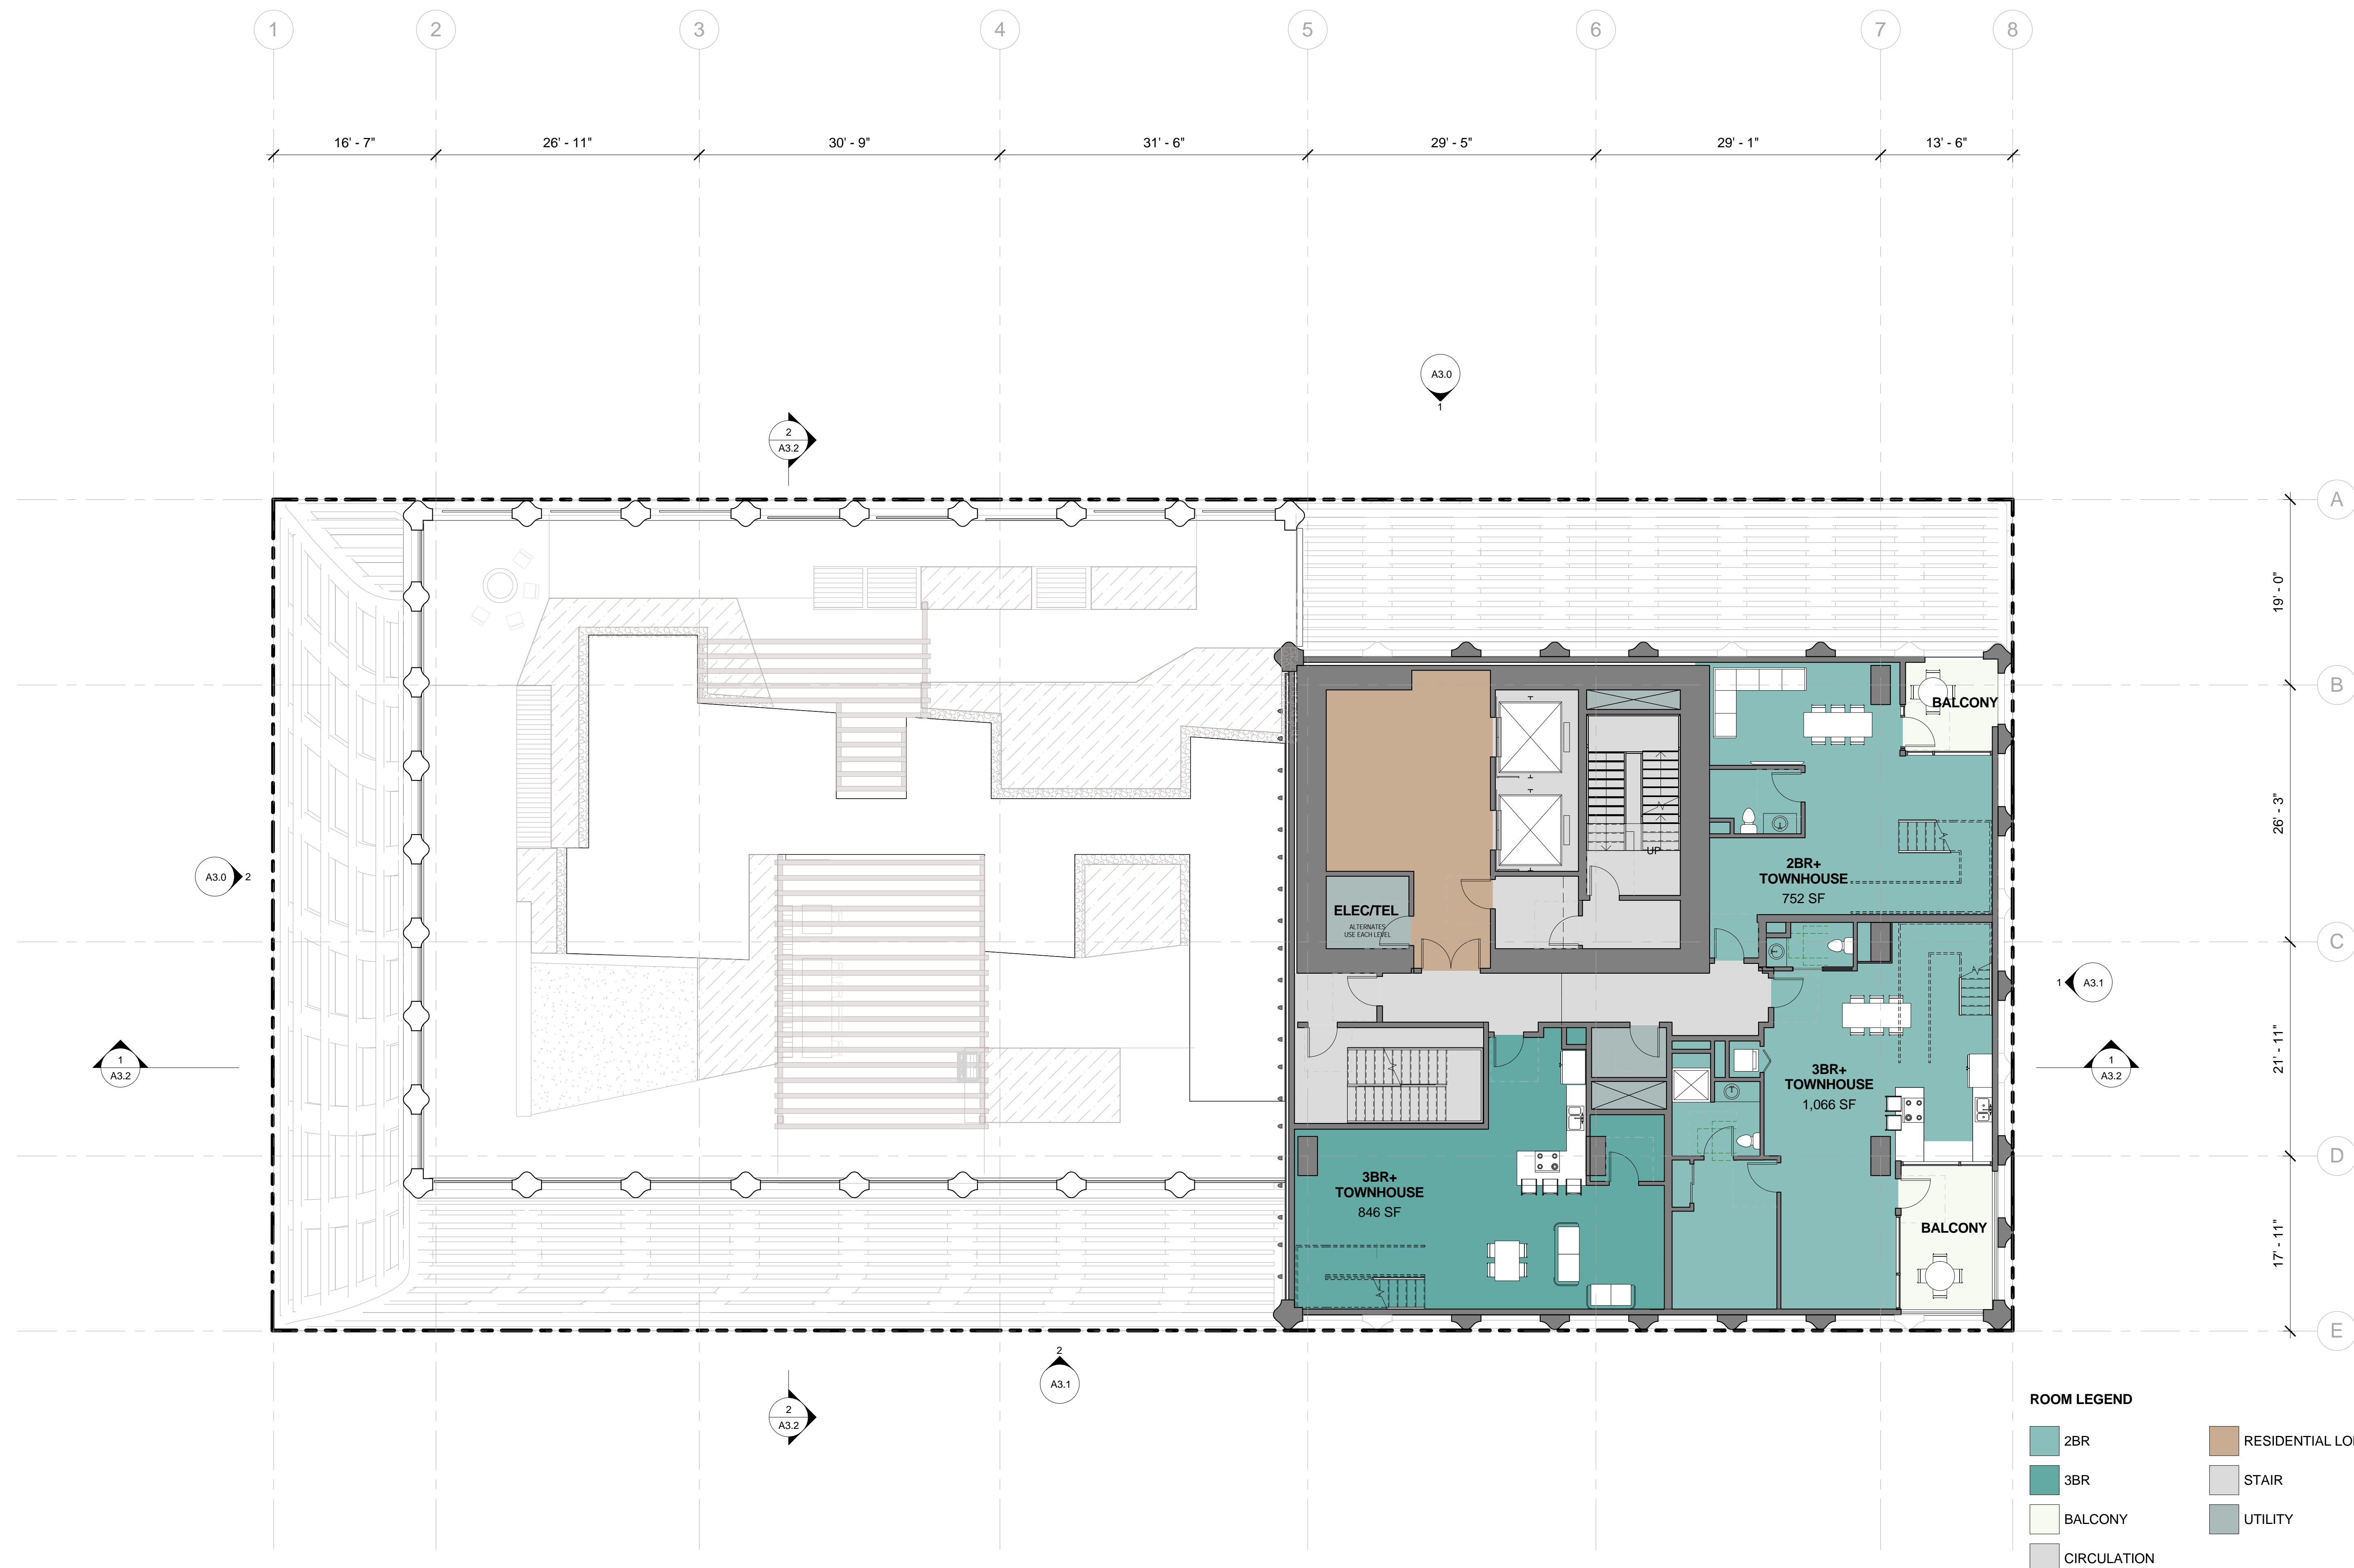 1 2 3 4 5 6 7 8
16' - 7" 26' - 11" 30' - 9" 31' - 6" 29' - 5" 29' - 1" 13' - 6"
A3.0
1
2
A3.2
A
19' - 0"
B
BALCONY
26' - 3"
UP
2BR+
TOWNHOUSE
752 SF
A3.0 2
ELEC/TEL
ALTERNATES
USE EACH LEVEL
C
1 A3.1
21' - 11"
1
A3.2
3BR+
TOWNHOUSE
1,066 SF
1
A3.2
D
3BR+
TOWNHOUSE
846 SF
BALCONY
17' - 11"
E
2
A3.1
2
A3.2
ROOM LEGEND
2BR
3BR
BALCONY
CIRCULATION
RESIDENTIAL
STAIR
UTILITY